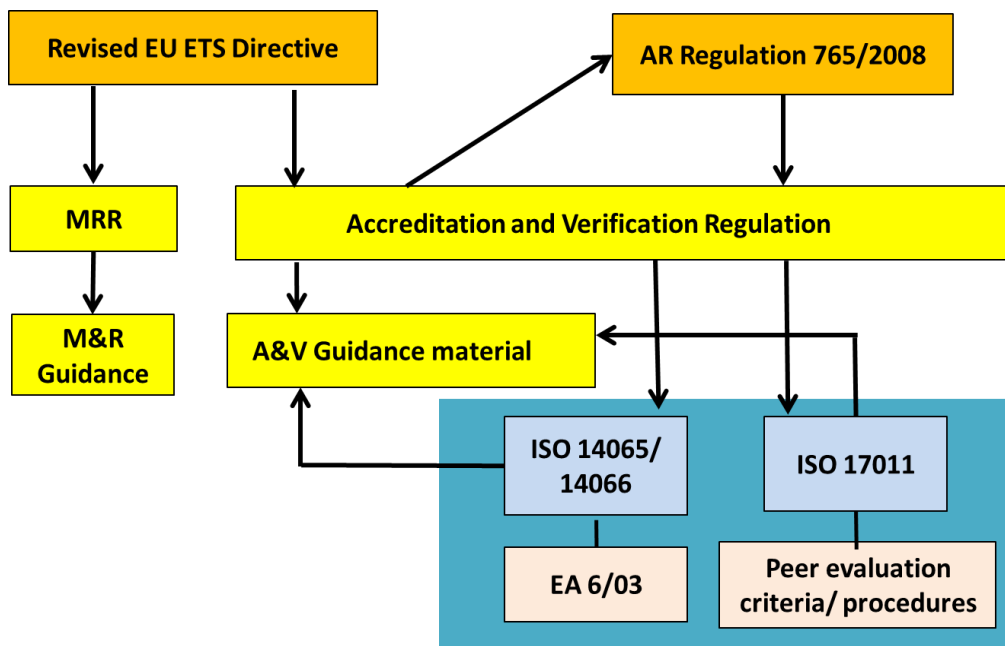 Revised EU ETS Directive
AR Regulation 765/2008
MRR
Accreditation and Verification Regulation
M&R
Guidance
A&V Guidance material
ISO 14065/
14066
ISO 17011
EA 6/03
Peer evaluation
criteria/ procedures